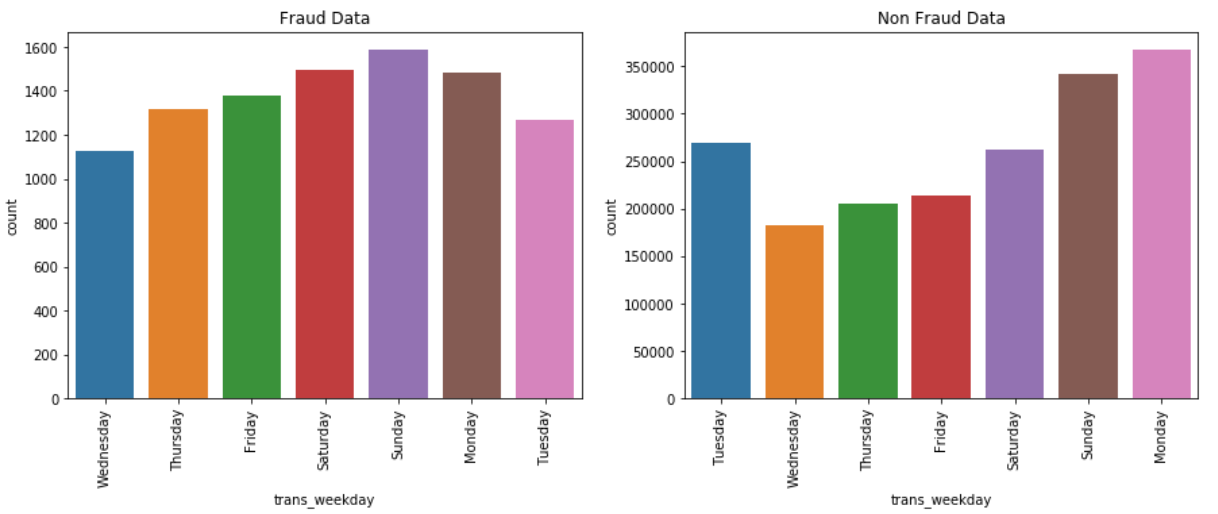 Fraud Data
1600
1400
1200
1000
800
600
400
200
0
count
Wednesday
Thursday
Friday
Saturday
Sunday
Monday
Tuesday
trans_weekday
Non Fraud Data
350000
300000
250000
200000
150000
100000
50000
0
count
Tuesday
Wednesday
Thursday
Friday
Saturday
Sunday
Monday
trans_weekday